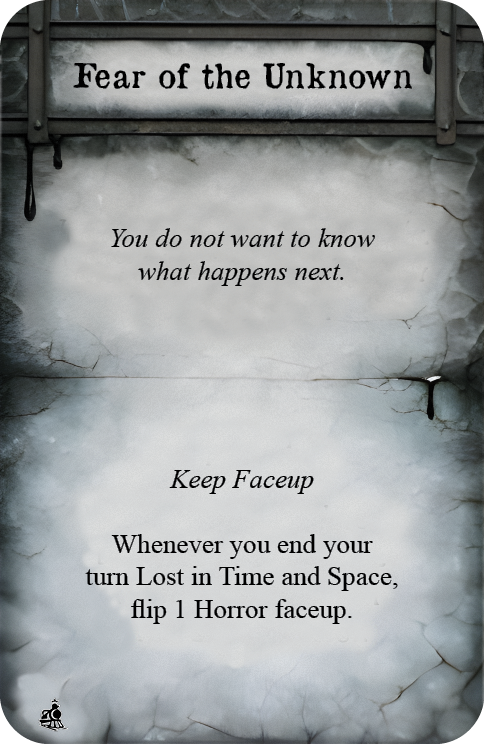 Fear of the Unknown
You do not want to know
what happens next.
Keep Faceup
Whenever you end your
turn Lost in Time and Space,
flip 1 Horror faceup.